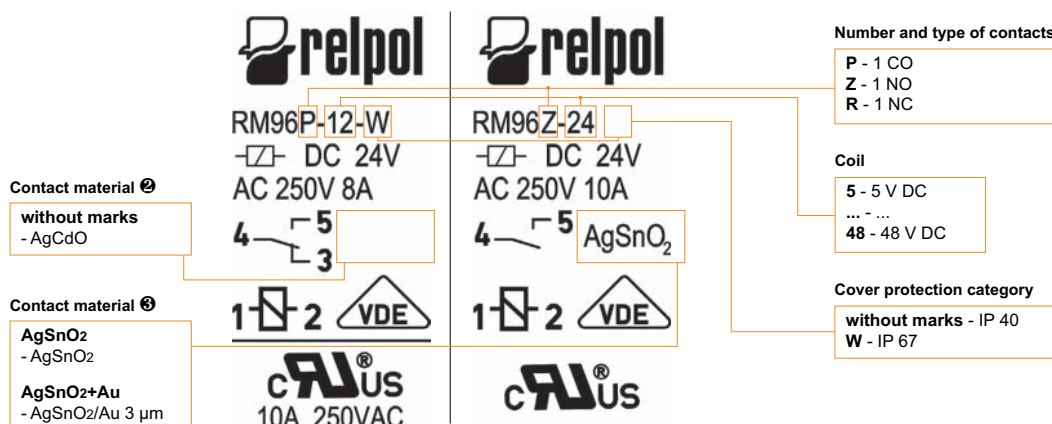 relpol
RM96P-12-W
DC 24V
AC 250V 8A
4 5
3
1 2 VDE
c RU ® US
10A 250VAC
relpol
RM96Z-24
DC 24V
AC 250V 10A
4 5 AgSnO₂
1 2 VDE
c RU ® US
Contact material ❷
without marks
- AgCdO
Contact material ❸
AgSnO2
- AgSnO2
AgSnO2+Au
- AgSnO2/Au 3 µm
Number and type of contacts
P - 1 CO
Z - 1 NO
R - 1 NC
Coil
5 - 5 V DC
... - ...
48 - 48 V DC
Cover protection category
without marks - IP 40
W - IP 67